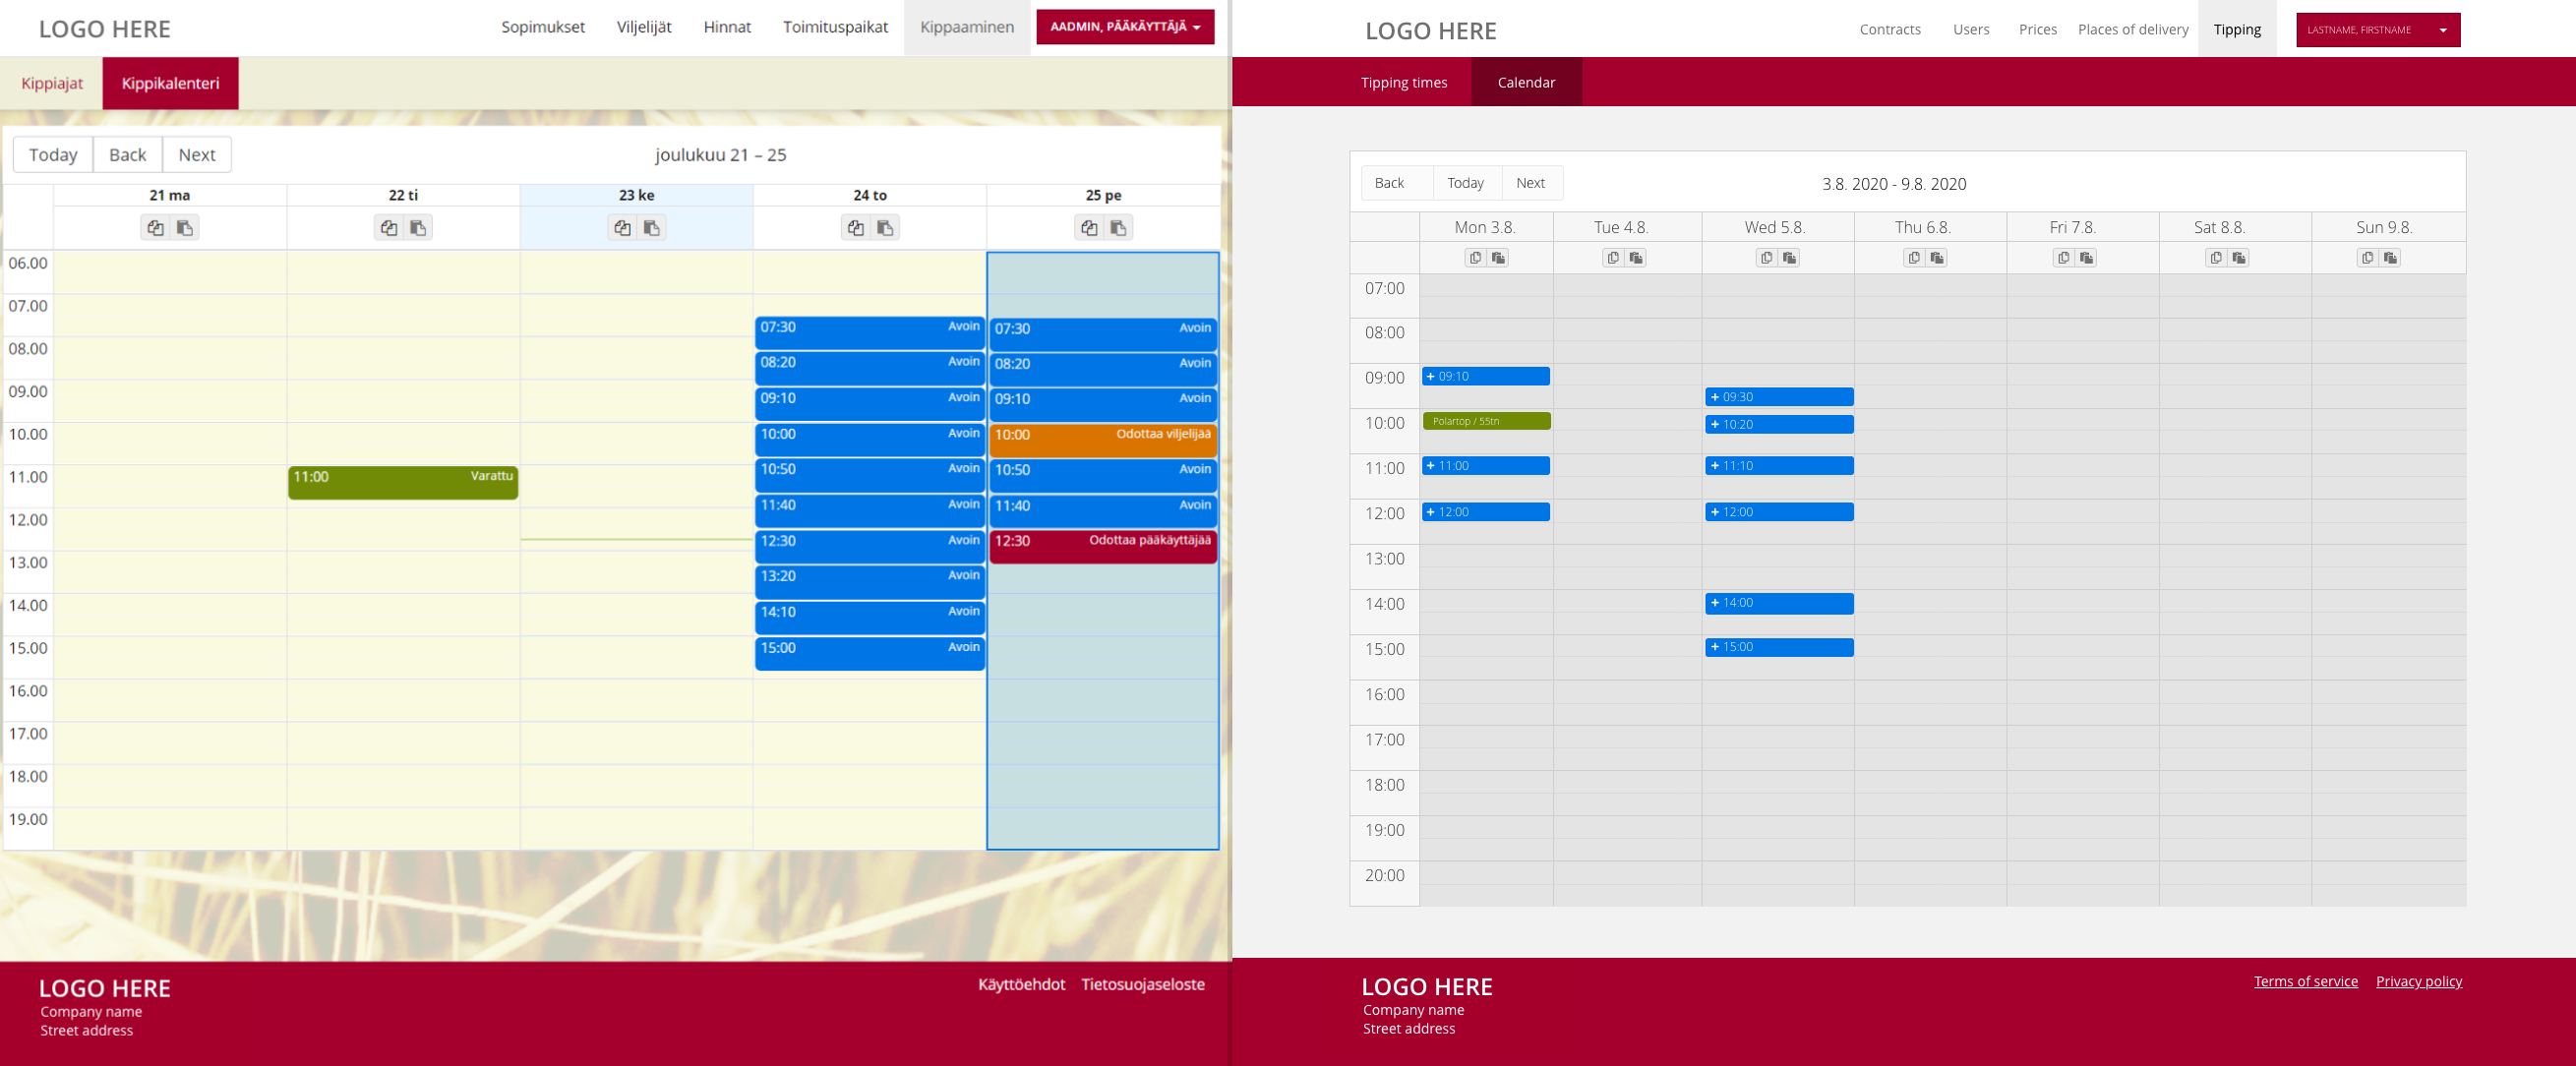 LOGO HERE
Sopimukset Viljelijät Hinnat Toimituspaikat Kippaaminen AADMIN, PÄÄKÄYTTÄJÄ
Kippiajat Kippikalenteri
Today Back Next
joulukuu 21 – 25
21 ma 22 ti 23 ke 24 to 25 pe
06.00
07.00
07:30 Avoin 07:30 Avoin
08.00
08:20 Avoin 08:20 Avoin
09.00
09:10 Avoin 09:10 Avoin
10.00
10:00 Avoin 10:00 Odottaa viljelijää
10:50 Avoin 10:50 Avoin
11.00
11:00 Varattu
11:40 Avoin 11:40 Avoin
12.00
12:30 Avoin 12:30 Odottaa pääkäyttäjää
13.00
13:20 Avoin
14.00
14:10 Avoin
15.00
15:00 Avoin
16.00
17.00
18.00
19.00
LOGO HERE
Company name
Street address
Käyttöehdot Tietosuojaseloste
LOGO HERE
Contracts Users Prices Places of delivery Tipping LASTNAME, FIRSTNAME
Tipping times Calendar
Back Today Next
3.8. 2020 - 9.8. 2020
Mon 3.8. Tue 4.8. Wed 5.8. Thu 6.8. Fri 7.8. Sat 8.8. Sun 9.8.
07:00
08:00
09:00
+ 09:10
+ 09:30
10:00
Polartop / 55tn
+ 10:20
11:00
+ 11:00 + 11:10
12:00
+ 12:00 + 12:00
13:00
14:00
+ 14:00
15:00
+ 15:00
16:00
17:00
18:00
19:00
20:00
LOGO HERE
Company name
Street address
Terms of service Privacy policy